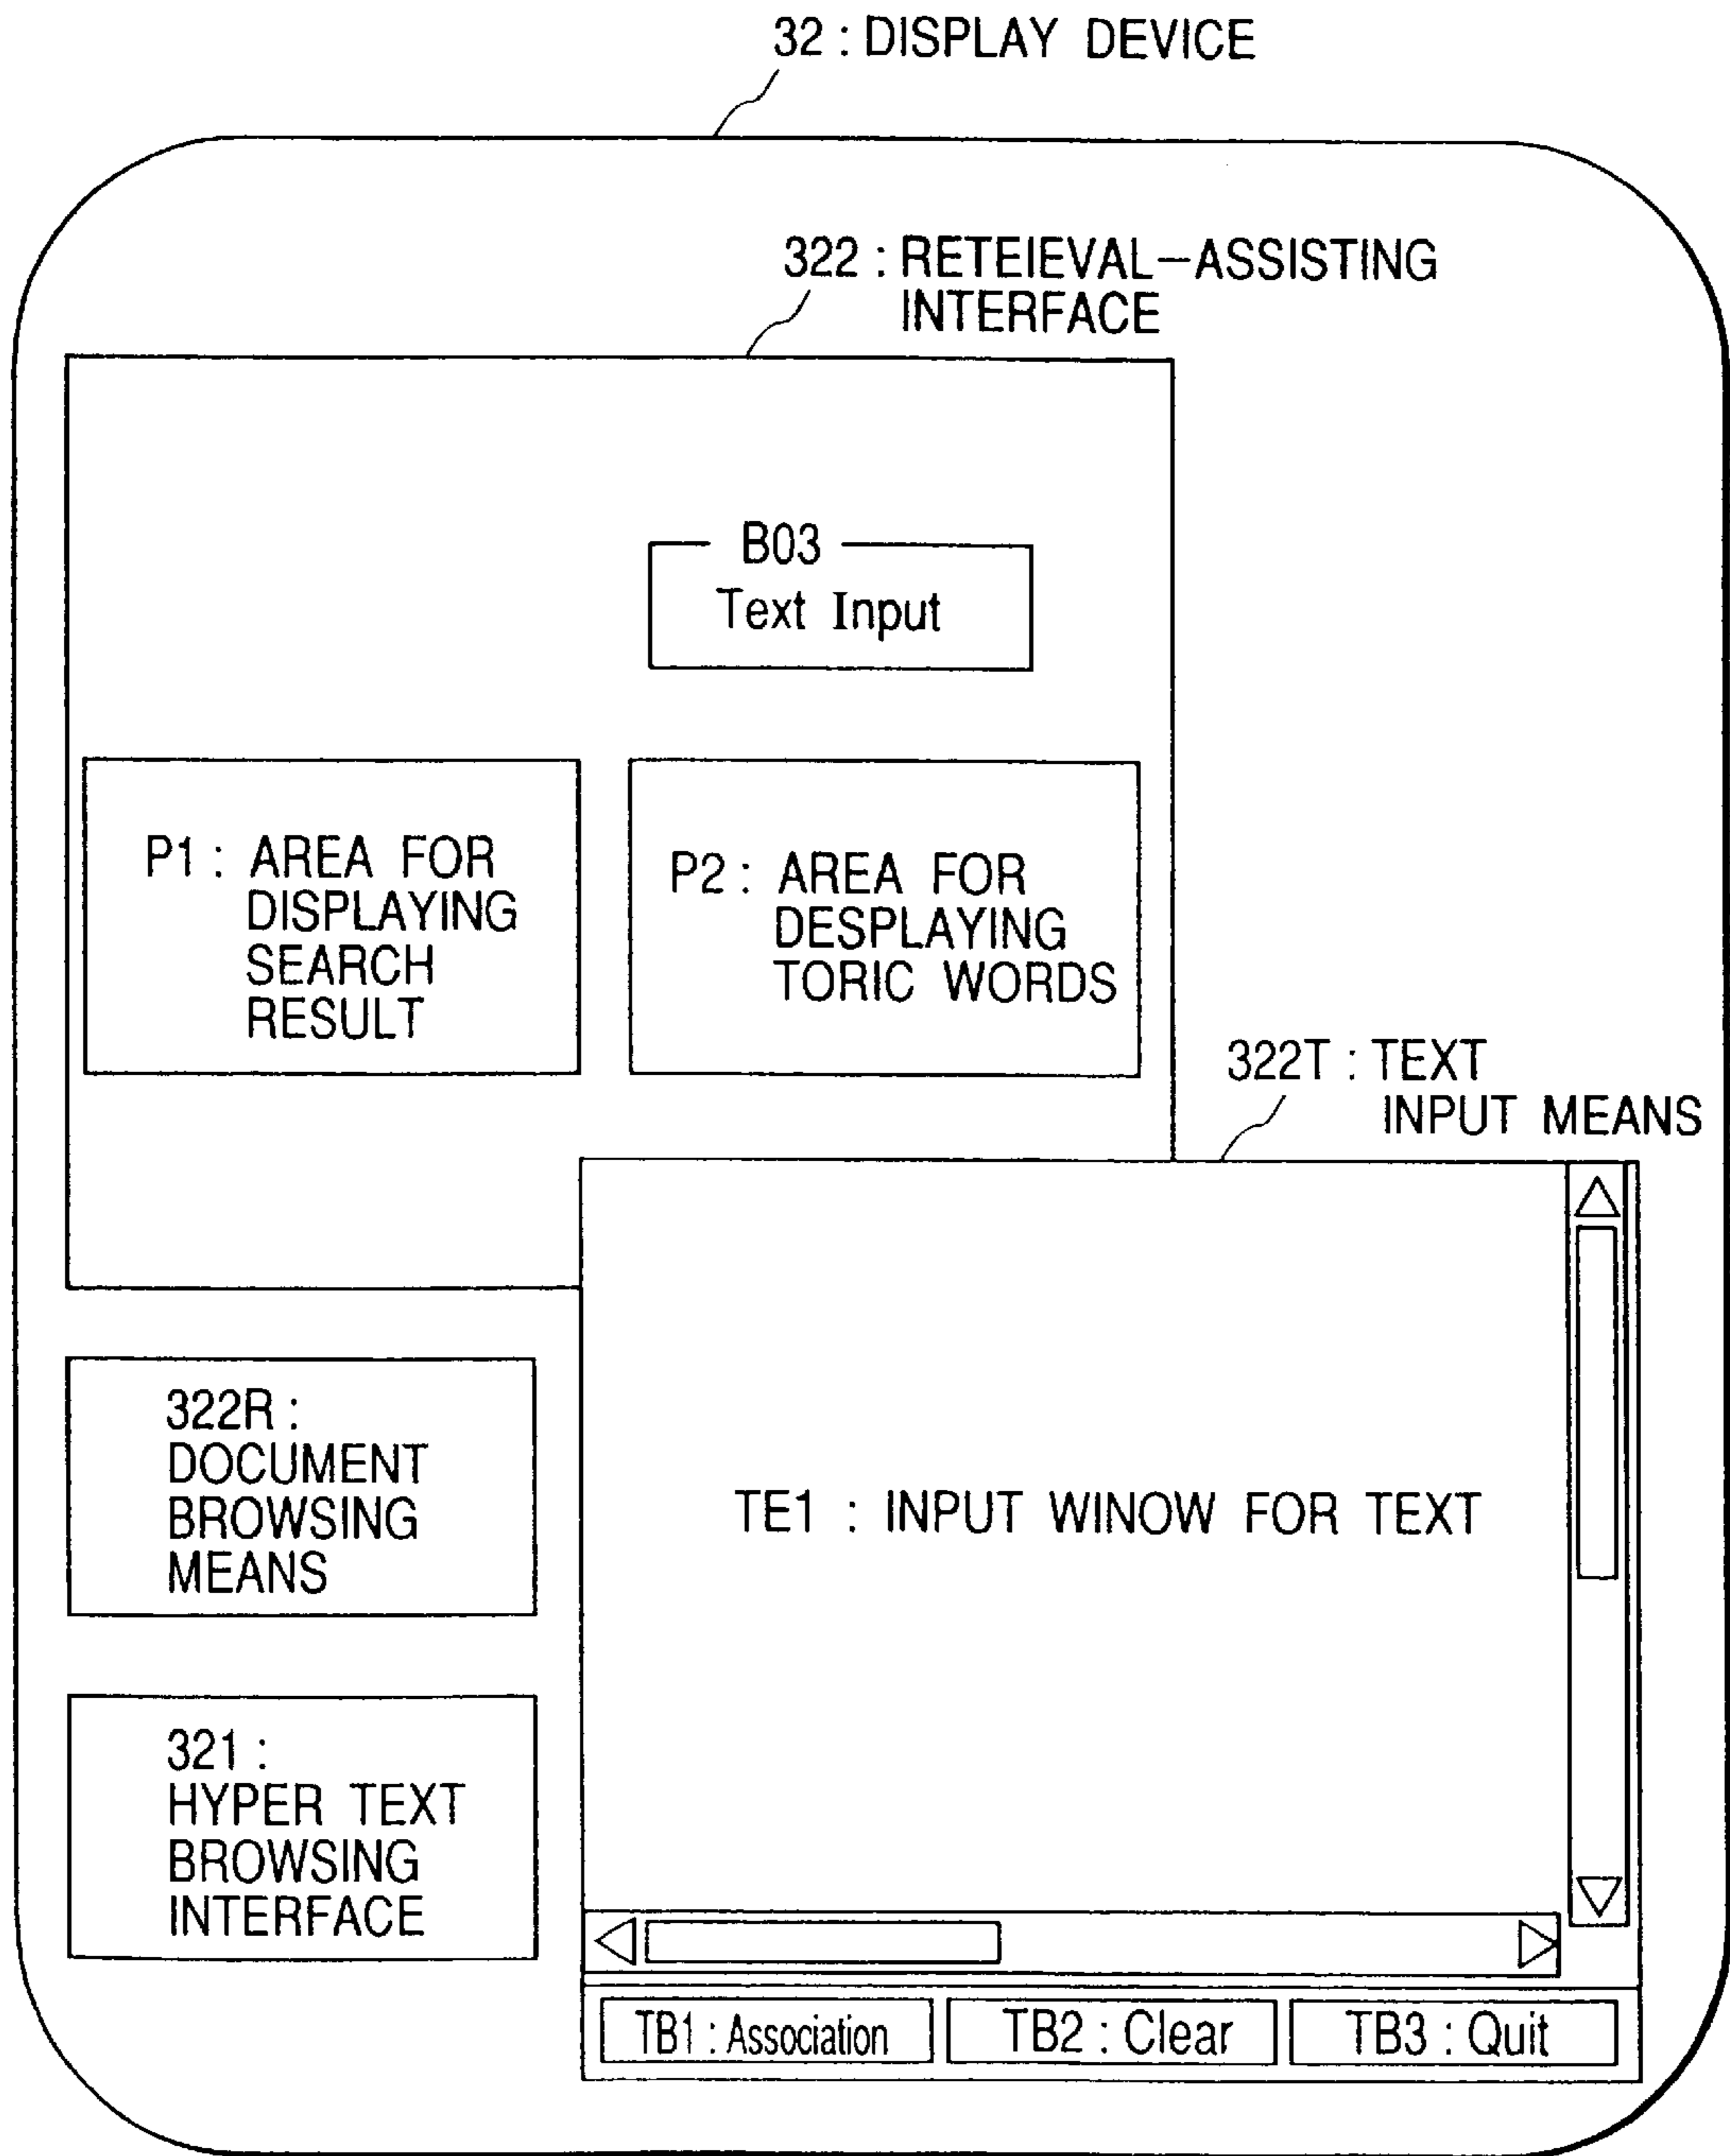 32 : DISPLAY DEVICE
322 : RETEIEVAL-ASSISTING
INTERFACE
B03
Text Input
P1 : AREA FOR
DISPLAYING
SEARCH
RESULT
P2 : AREA FOR
DESPLAYING
TORIC WORDS
322T : TEXT
INPUT MEANS
322R :
DOCUMENT
BROWSING
MEANS
TE1 : INPUT WINOW FOR TEXT
321 :
HYPER TEXT
BROWSING
INTERFACE
TB1 : Association
TB2 : Clear
TB3 : Quit